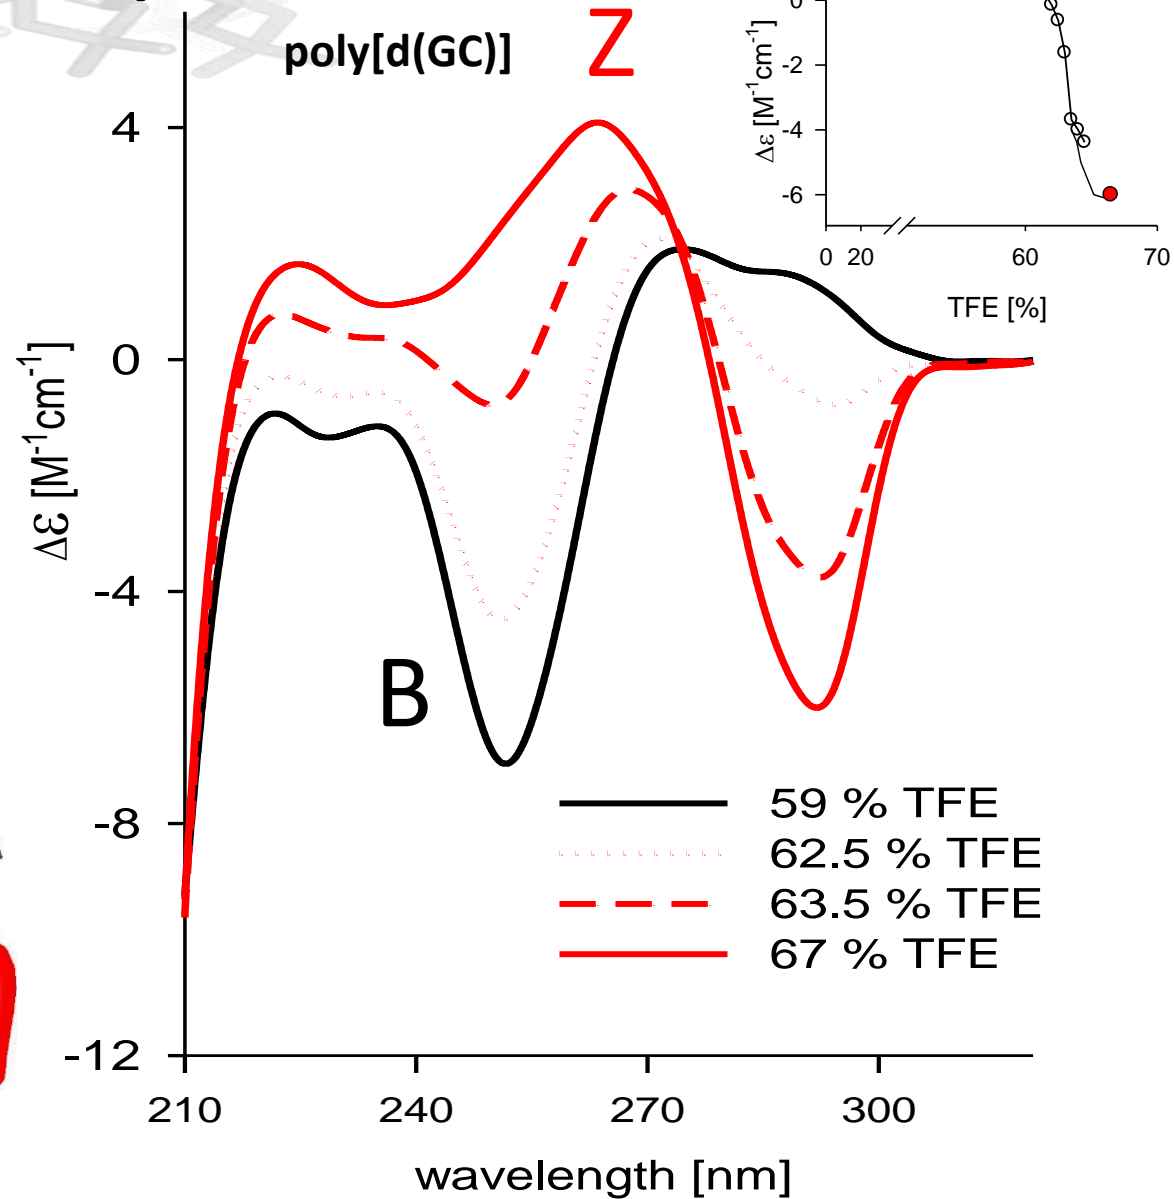 poly[d(GC)]
Z
4
0
-4
-8
-12
Δε [M⁻¹cm⁻¹]
B
59 % TFE
62.5 % TFE
63.5 % TFE
67 % TFE
210 240 270 300
wavelength [nm]
0
-2
-4
-6
Δε [M⁻¹cm⁻¹]
0 20 60 70
TFE [%]